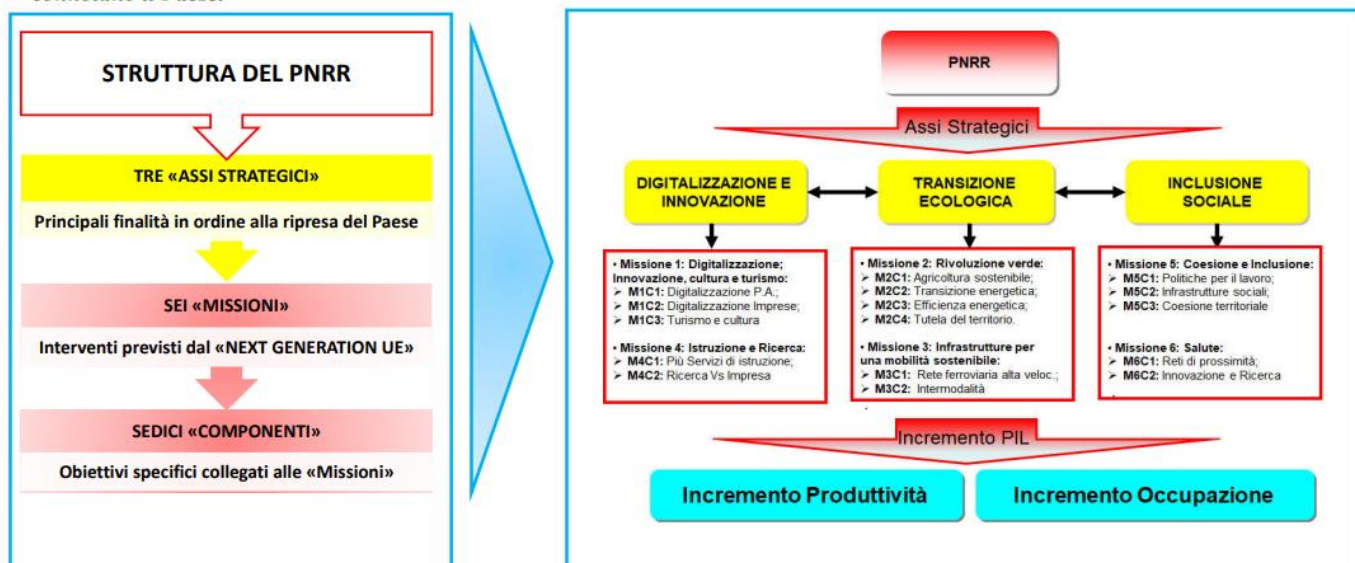 STRUTTURA DEL PNRR
TRE «ASSI STRATEGICI»
Principali finalità in ordine alla ripresa del Paese
SEI «MISSIONI»
Interventi previsti dal «NEXT GENERATION UE»
SEDICI «COMPONENTI»
Obiettivi specifici collegati alle «Missioni»
PNRR
Assi Strategici
DIGITALIZZAZIONE E
INNOVAZIONE
• Missione 1: Digitalizzazione;
Innovazione, cultura e turismo:
➤ M1C1: Digitalizzazione P.A.;
➤ M1C2: Digitalizzazione Imprese;
➤ M1C3: Turismo e cultura
• Missione 4: Istruzione e Ricerca:
➤ M4C1: Più Servizi di istruzione;
➤ M4C2: Ricerca Vs Impresa
TRANSIZIONE
ECOLOGICA
• Missione 2: Rivoluzione verde:
➤ M2C1: Agricoltura sostenibile;
➤ M2C2: Transizione energetica;
➤ M2C3: Efficienza energetica;
➤ M2C4: Tutela del territorio.
• Missione 3: Infrastrutture per
una mobilità sostenibile:
➤ M3C1: Rete ferroviaria alta veloc.;
➤ M3C2: Intermodalità
INCLUSIONE
SOCIALE
• Missione 5: Coesione e Inclusione:
➤ M5C1: Politiche per il lavoro;
➤ M5C2: Infrastrutture sociali;
➤ M5C3: Coesione territoriale
• Missione 6: Salute:
➤ M6C1: Reti di prossimità;
➤ M6C2: Innovazione e Ricerca
Incremento PIL
Incremento Produttività
Incremento Occupazione